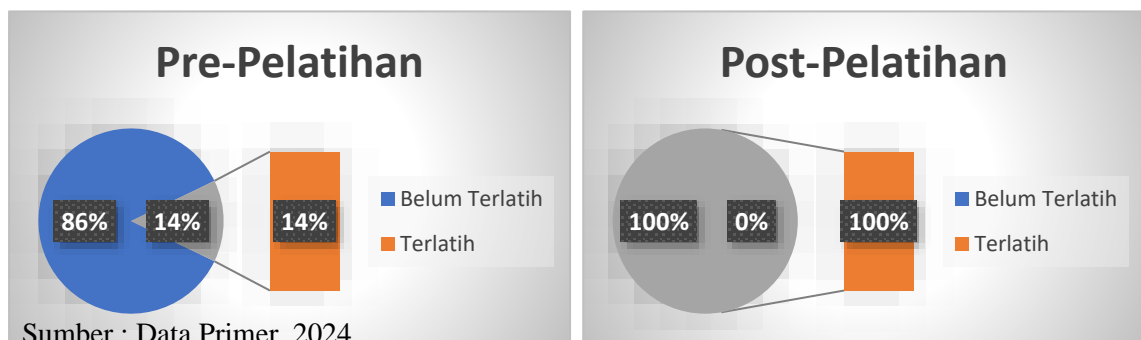 Pre-Pelatihan
86%
14%
14%
Belum Terlatih
Terlatih
Sumber : Data Primer, 2024
Post-Pelatihan
100%
0%
100%
Belum Terlatih
Terlatih